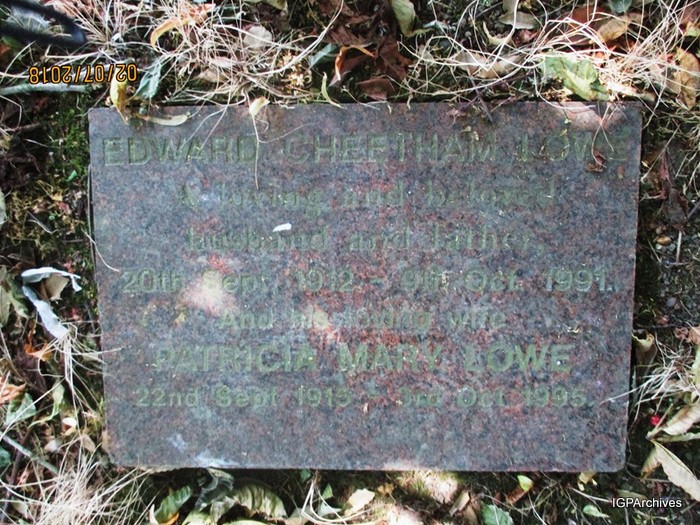 02/07/2018
EDWARD CHEETHAM LOWE
A loving and beloved
husband and father.
20th Sept. 1912 - 9th Oct. 1991.
And his loving wife
PATRICIA MARY LOWE
22nd Sept 1915 - 3rd Oct 1995.
IGPArchives